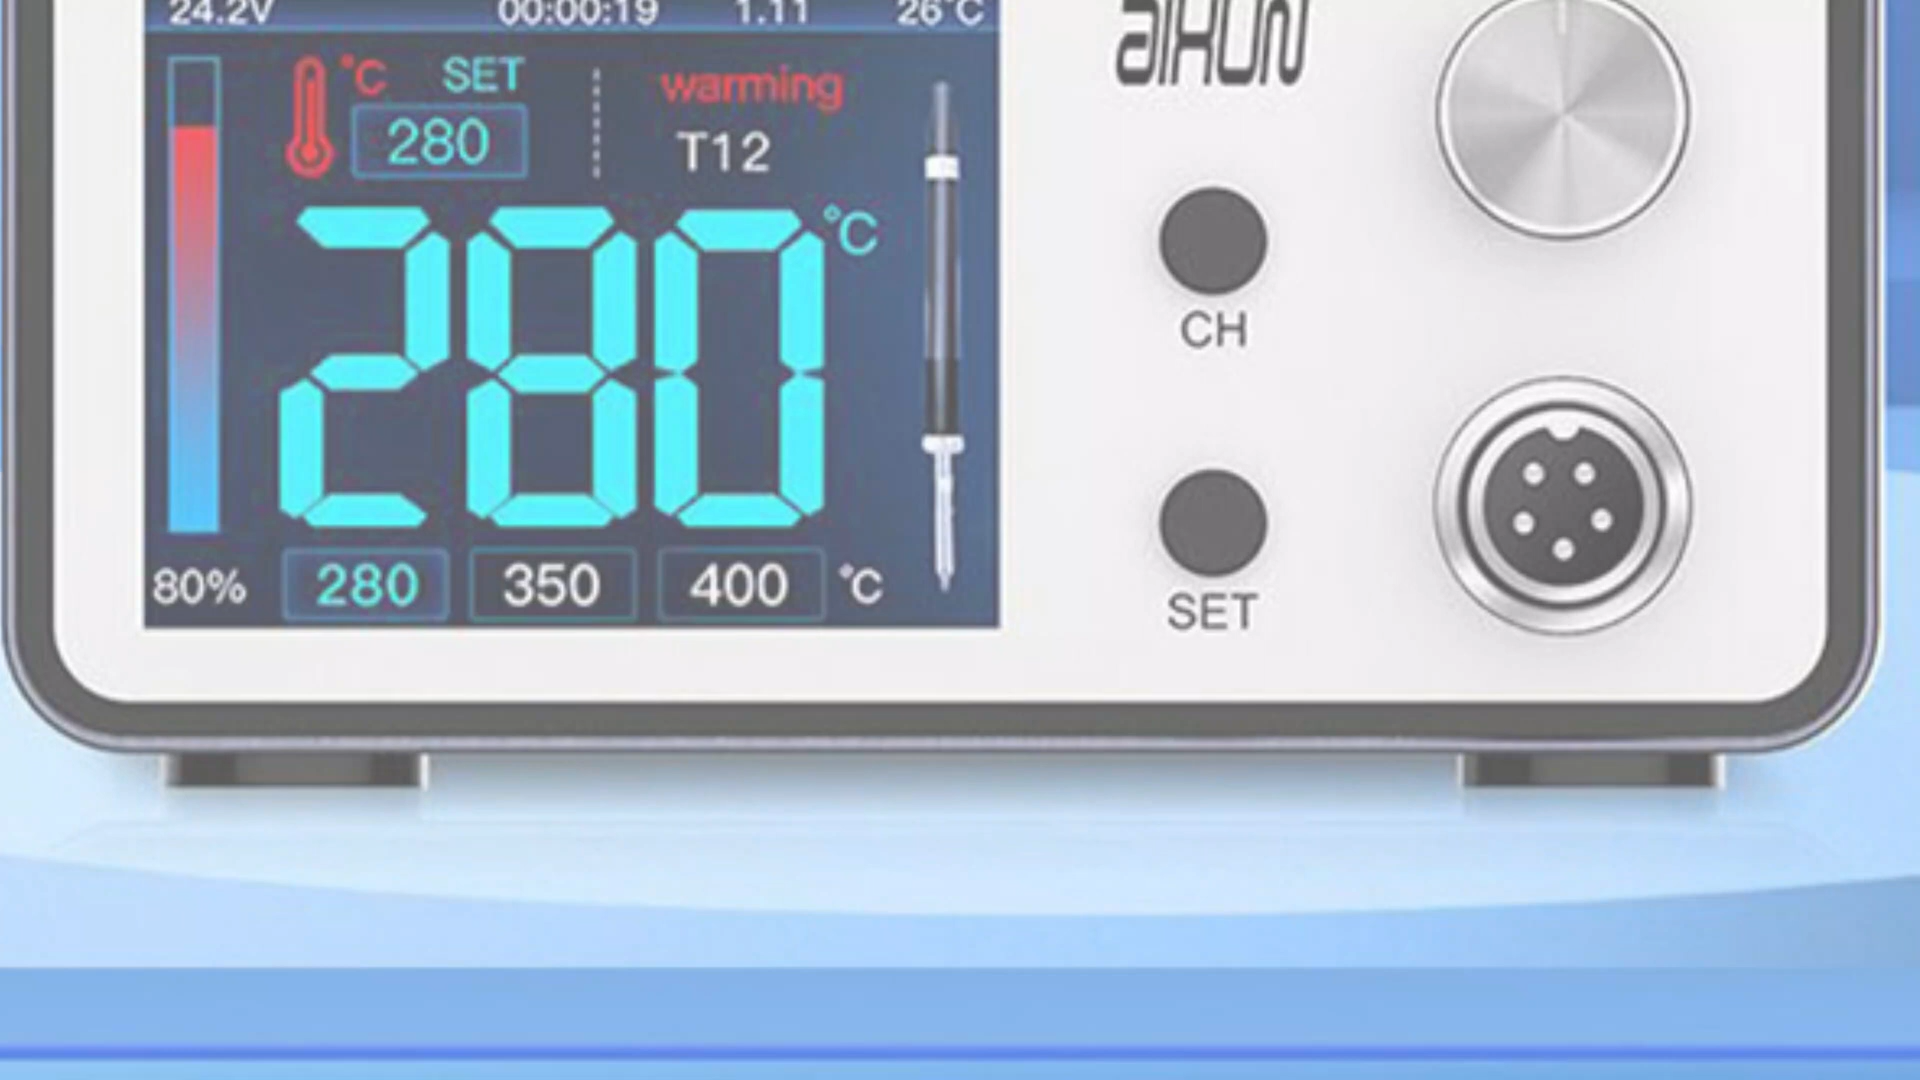 24.2V 00:00:19 1.11 26°C
°C SET warming
280 T12
280 °C
80% 280 350 400 °C
aixun
CH
SET